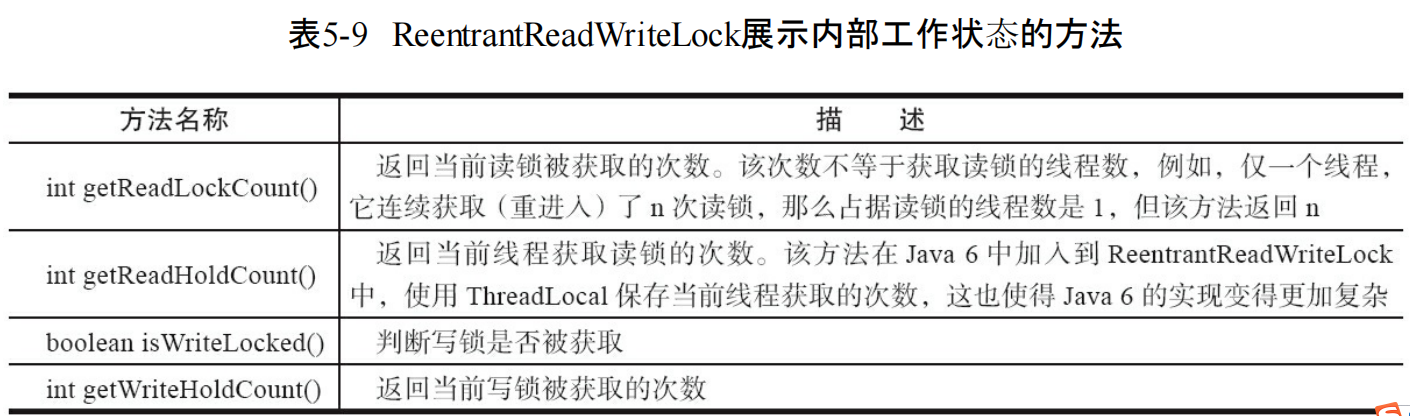 表5-9 ReentrantReadWriteLock展示内部工作状态的方法
方法名称
描 述
int getReadLockCount()
返回当前读锁被获取的次数。该次数不等于获取读锁的线程数，例如，仅一个线程，
它连续获取（重进入）了 n 次读锁，那么占据读锁的线程数是 1，但该方法返回 n
int getReadHoldCount()
返回当前线程获取读锁的次数。该方法在 Java 6 中加入到 ReentrantReadWriteLock
中，使用 ThreadLocal 保存当前线程获取的次数，这也使得 Java 6 的实现变得更加复杂
boolean isWriteLocked()
判断写锁是否被获取
int getWriteHoldCount()
返回当前写锁被获取的次数